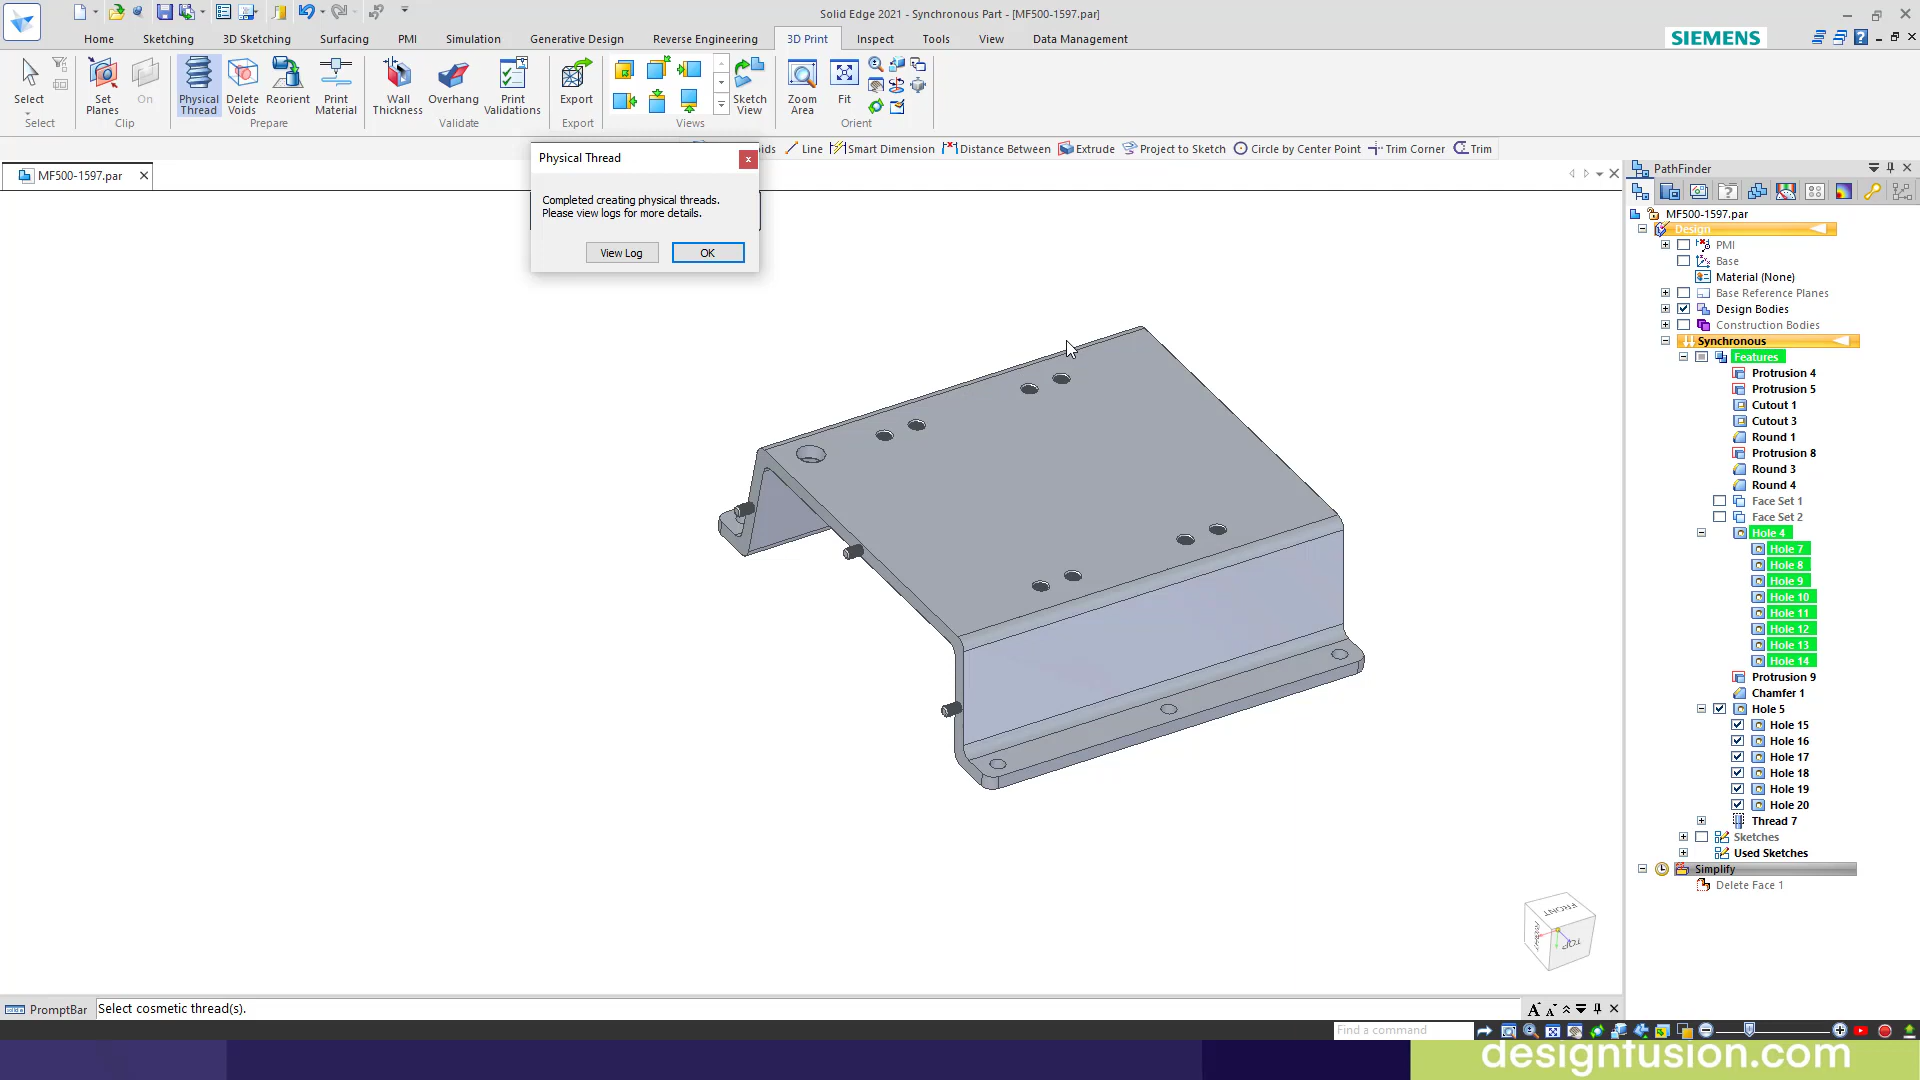 Solid Edge 2021 - Synchronous Part - [MF500-1597.par]
Home Sketching 3D Sketching Surfacing PMI Simulation Generative Design Reverse Engineering 3D Print Inspect Tools View Data Management
SIEMENS
Select
Set Planes
On
Physical Thread
Delete Voids
Reorient
Print Material
Wall Thickness
Overhang
Print Validations
Export
Sketch View
Zoom Area
Fit
Select Clip Prepare Validate Export Views Orient
Line Smart Dimension Distance Between Extrude Project to Sketch Circle by Center Point Trim Corner Trim
MF500-1597.par
Physical Thread
Completed creating physical threads.
Please view logs for more details.
View Log OK
PathFinder
MF500-1597.par
Design
PMI
Base
Material (None)
Base Reference Planes
Design Bodies
Construction Bodies
Synchronous
Features
Protrusion 4
Protrusion 5
Cutout 1
Cutout 3
Round 1
Protrusion 8
Round 3
Round 4
Face Set 1
Face Set 2
Hole 4
Hole 7
Hole 8
Hole 9
Hole 10
Hole 11
Hole 12
Hole 13
Hole 14
Protrusion 9
Chamfer 1
Hole 5
Hole 15
Hole 16
Hole 17
Hole 18
Hole 19
Hole 20
Thread 7
Sketches
Used Sketches
Simplify
Delete Face 1
FRONT
TOP
PromptBar Select cosmetic thread(s).
Find a command
designfusion.com